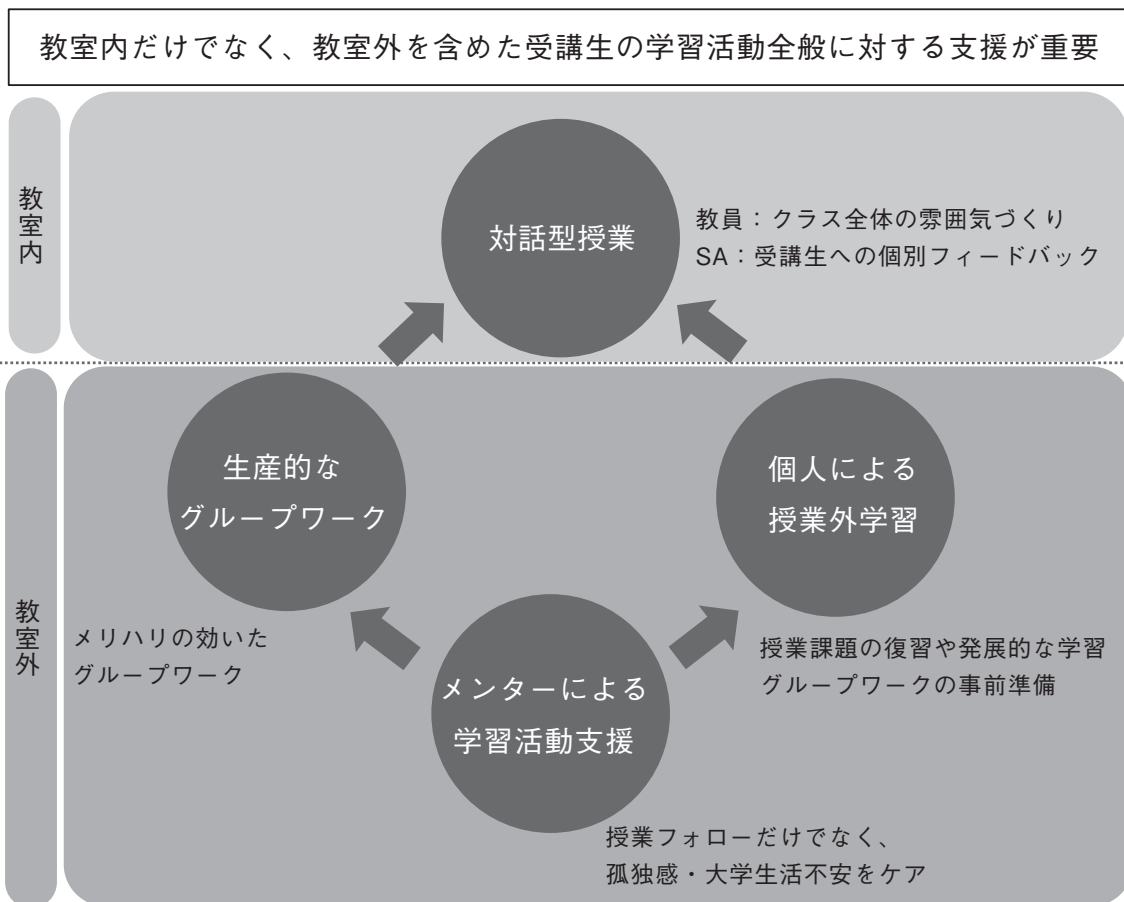 教室内だけでなく、教室外を含めた受講生の学習活動全般に対する支援が重要
教室内
対話型授業
教員：クラス全体の雰囲気づくり
SA：受講生への個別フィードバック
教室外
生産的な
グループワーク
個人による
授業外学習
メリハリの効いた
グループワーク
授業課題の復習や発展的な学習
グループワークの事前準備
メンターによる
学習活動支援
授業フォローだけでなく、
孤独感・大学生活不安をケア